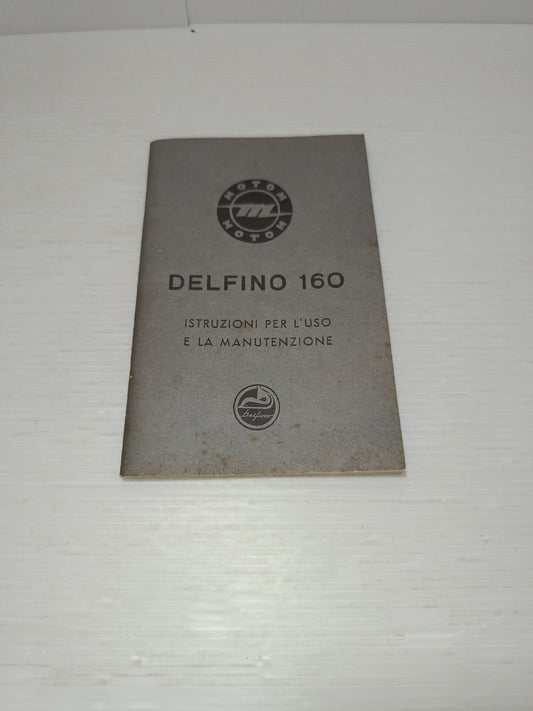 MOTOM
m
MOTOM
DELFINO 160
ISTRUZIONI PER L'USO
E LA MANUTENZIONE
Delfino